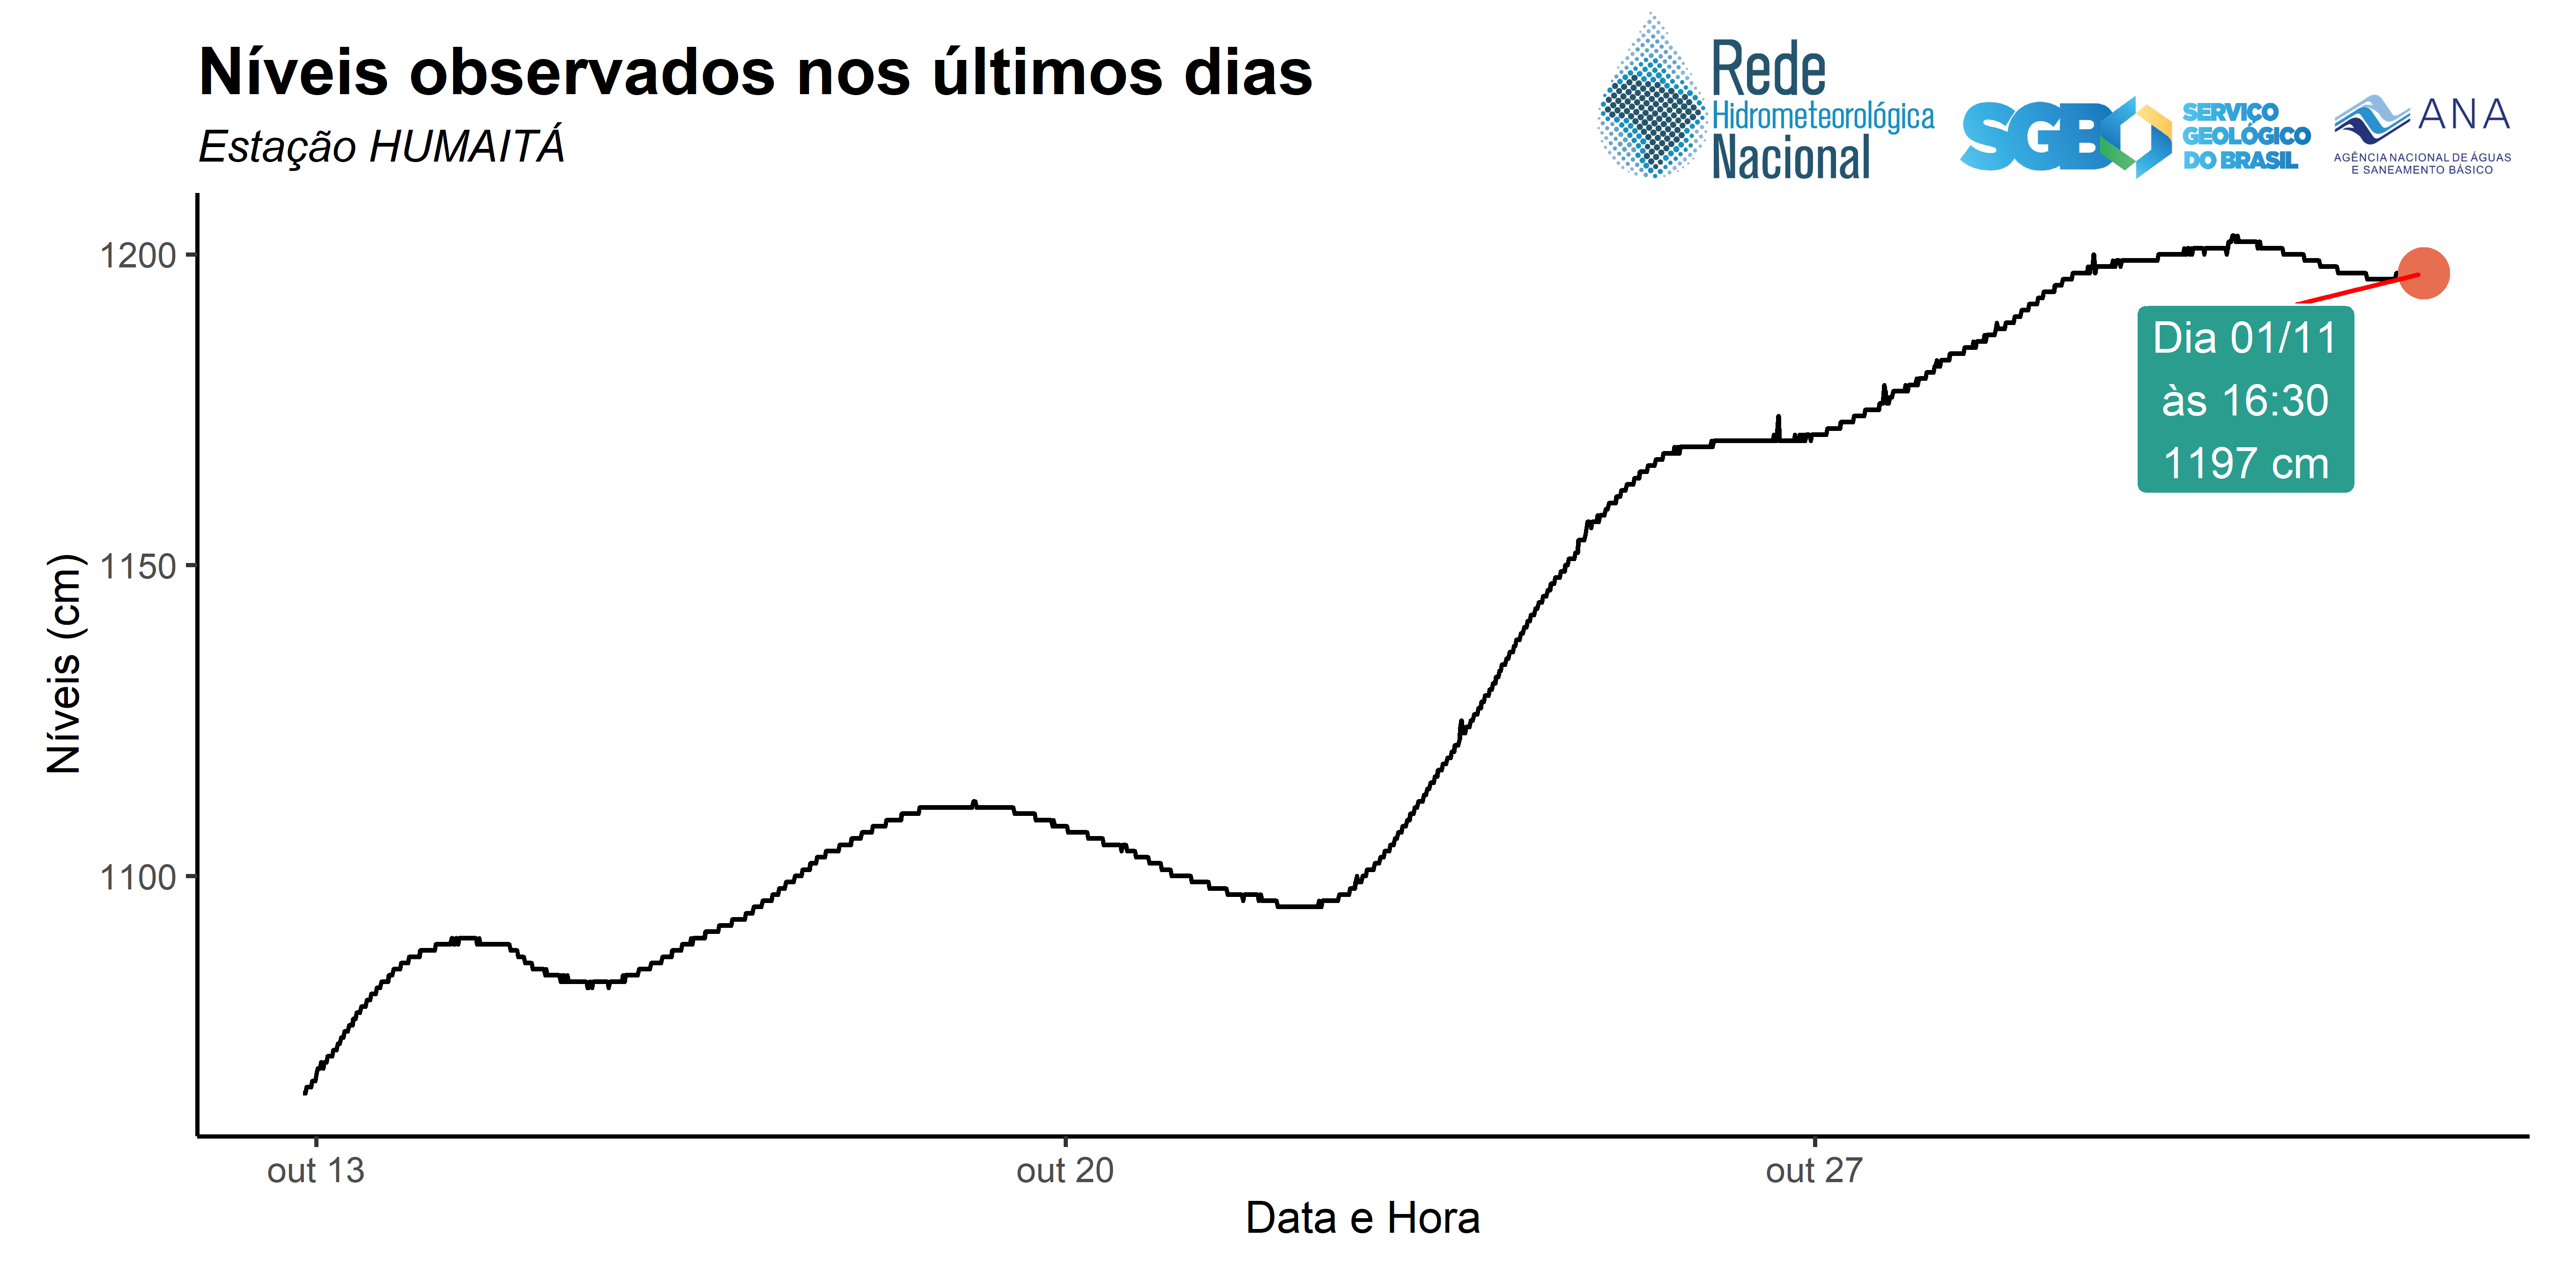 Níveis observados nos últimos dias
Estação HUMAITÁ
Rede
Hidrometeorológica
Nacional
SGB
SERVIÇO
GEOLÓGICO
DO BRASIL
ANA
AGÊNCIA NACIONAL DE ÁGUAS
E SANEAMENTO BÁSICO
1200
1150
1100
Níveis (cm)
Dia 01/11
às 16:30
1197 cm
out 13
out 20
out 27
Data e Hora